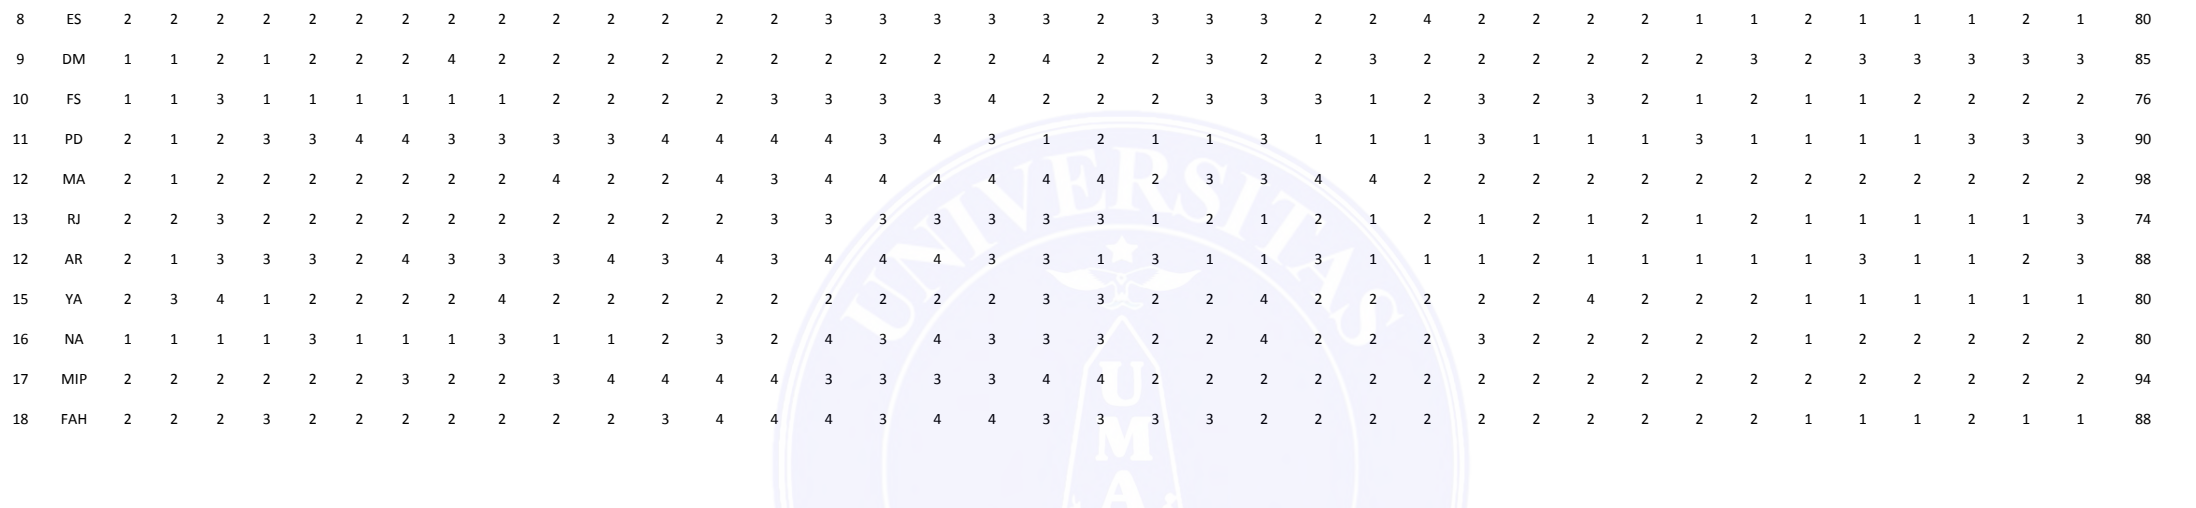 8 ES 2 2 2 2 2 2 2 2 2 2 2 2 2 2 3 3 3 3 3 2 3 3 3 2 2 4 2 2 2 2 1 1 2 1 1 1 2 1 80
9 DM 1 1 2 1 2 2 2 4 2 2 2 2 2 2 2 2 2 2 4 2 2 3 2 2 3 2 2 2 2 2 2 3 2 3 3 3 3 3 85
10 FS 1 1 3 1 1 1 1 1 1 2 2 2 2 3 3 3 3 4 2 2 2 3 3 3 1 2 3 2 3 2 1 2 1 1 2 2 2 2 76
11 PD 2 1 2 3 3 4 4 3 3 3 3 4 4 4 4 3 4 3 1 2 1 1 3 1 1 1 3 1 1 1 3 1 1 1 1 3 3 3 90
12 MA 2 1 2 2 2 2 2 2 2 4 2 2 4 3 4 4 4 4 4 4 2 3 3 4 4 2 2 2 2 2 2 2 2 2 2 2 2 2 98
13 RJ 2 2 3 2 2 2 2 2 2 2 2 2 2 3 3 3 3 3 3 3 3 1 2 1 2 1 2 1 2 1 2 1 2 1 1 1 1 1 3 74
12 AR 2 1 3 3 3 2 4 3 3 3 4 3 4 3 4 4 4 3 3 1 3 1 1 3 1 1 1 2 1 1 1 1 1 3 1 1 2 3 88
15 YA 2 3 4 1 2 2 2 2 4 2 2 2 2 2 2 2 2 2 3 3 2 2 4 2 2 2 2 2 4 2 2 2 1 1 1 1 1 1 80
16 NA 1 1 1 1 3 1 1 1 3 1 1 2 3 2 4 3 4 3 3 3 2 2 4 2 2 2 3 2 2 2 2 2 1 2 2 2 2 2 80
17 MIP 2 2 2 2 2 2 3 2 2 3 4 4 4 4 3 3 3 3 4 4 2 2 2 2 2 2 2 2 2 2 2 2 2 2 2 2 2 2 94
18 FAH 2 2 2 3 2 2 2 2 2 2 2 3 4 4 4 3 4 4 3 3 3 3 2 2 2 2 2 2 2 2 2 2 1 1 1 2 1 1 88
UNIVERSITAS
U
M
A